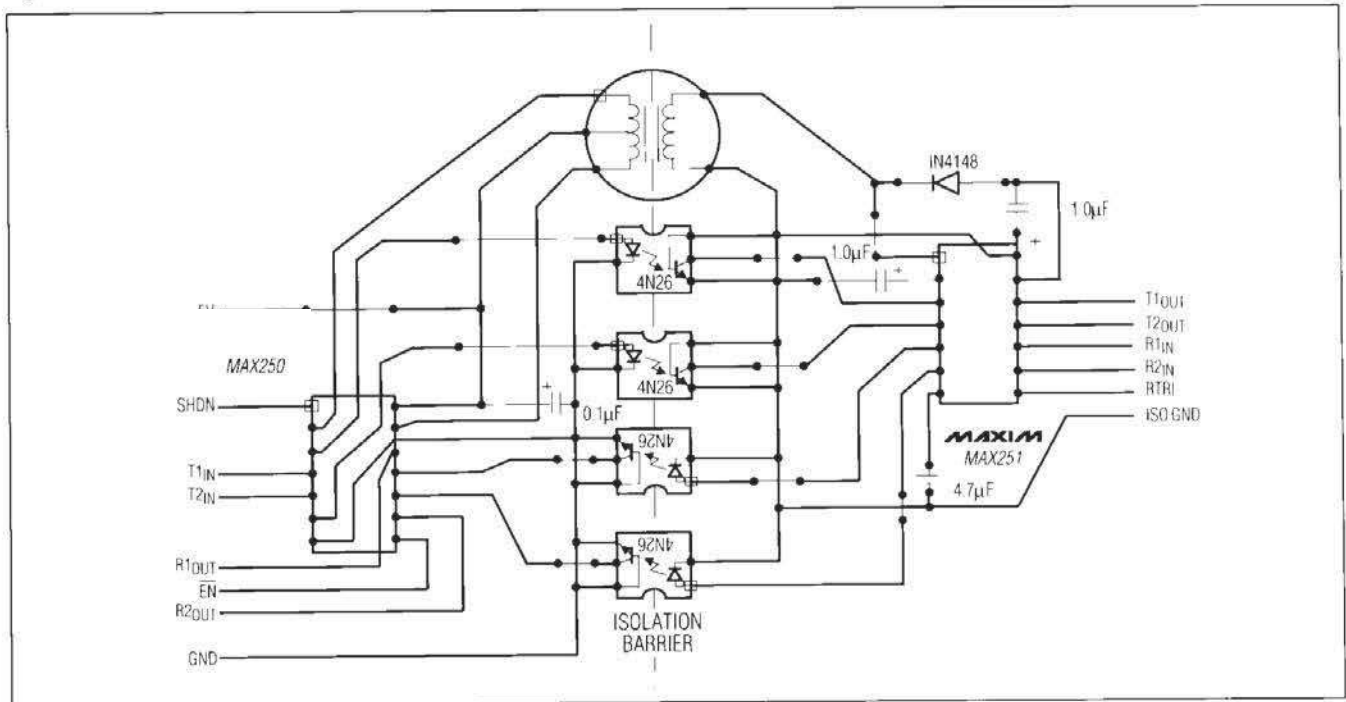 IN4148
1.0µF
1.0µF
4N26
T1OUT
T2OUT
MAX250
4N26
R1IN
R2IN
SHDN
0.1µF
RTRI
ISO GND
4N26
MAXIM
MAX251
T1IN
T2IN
4.7µF
4N26
R1OUT
EN
R2OUT
ISOLATION
BARRIER
GND